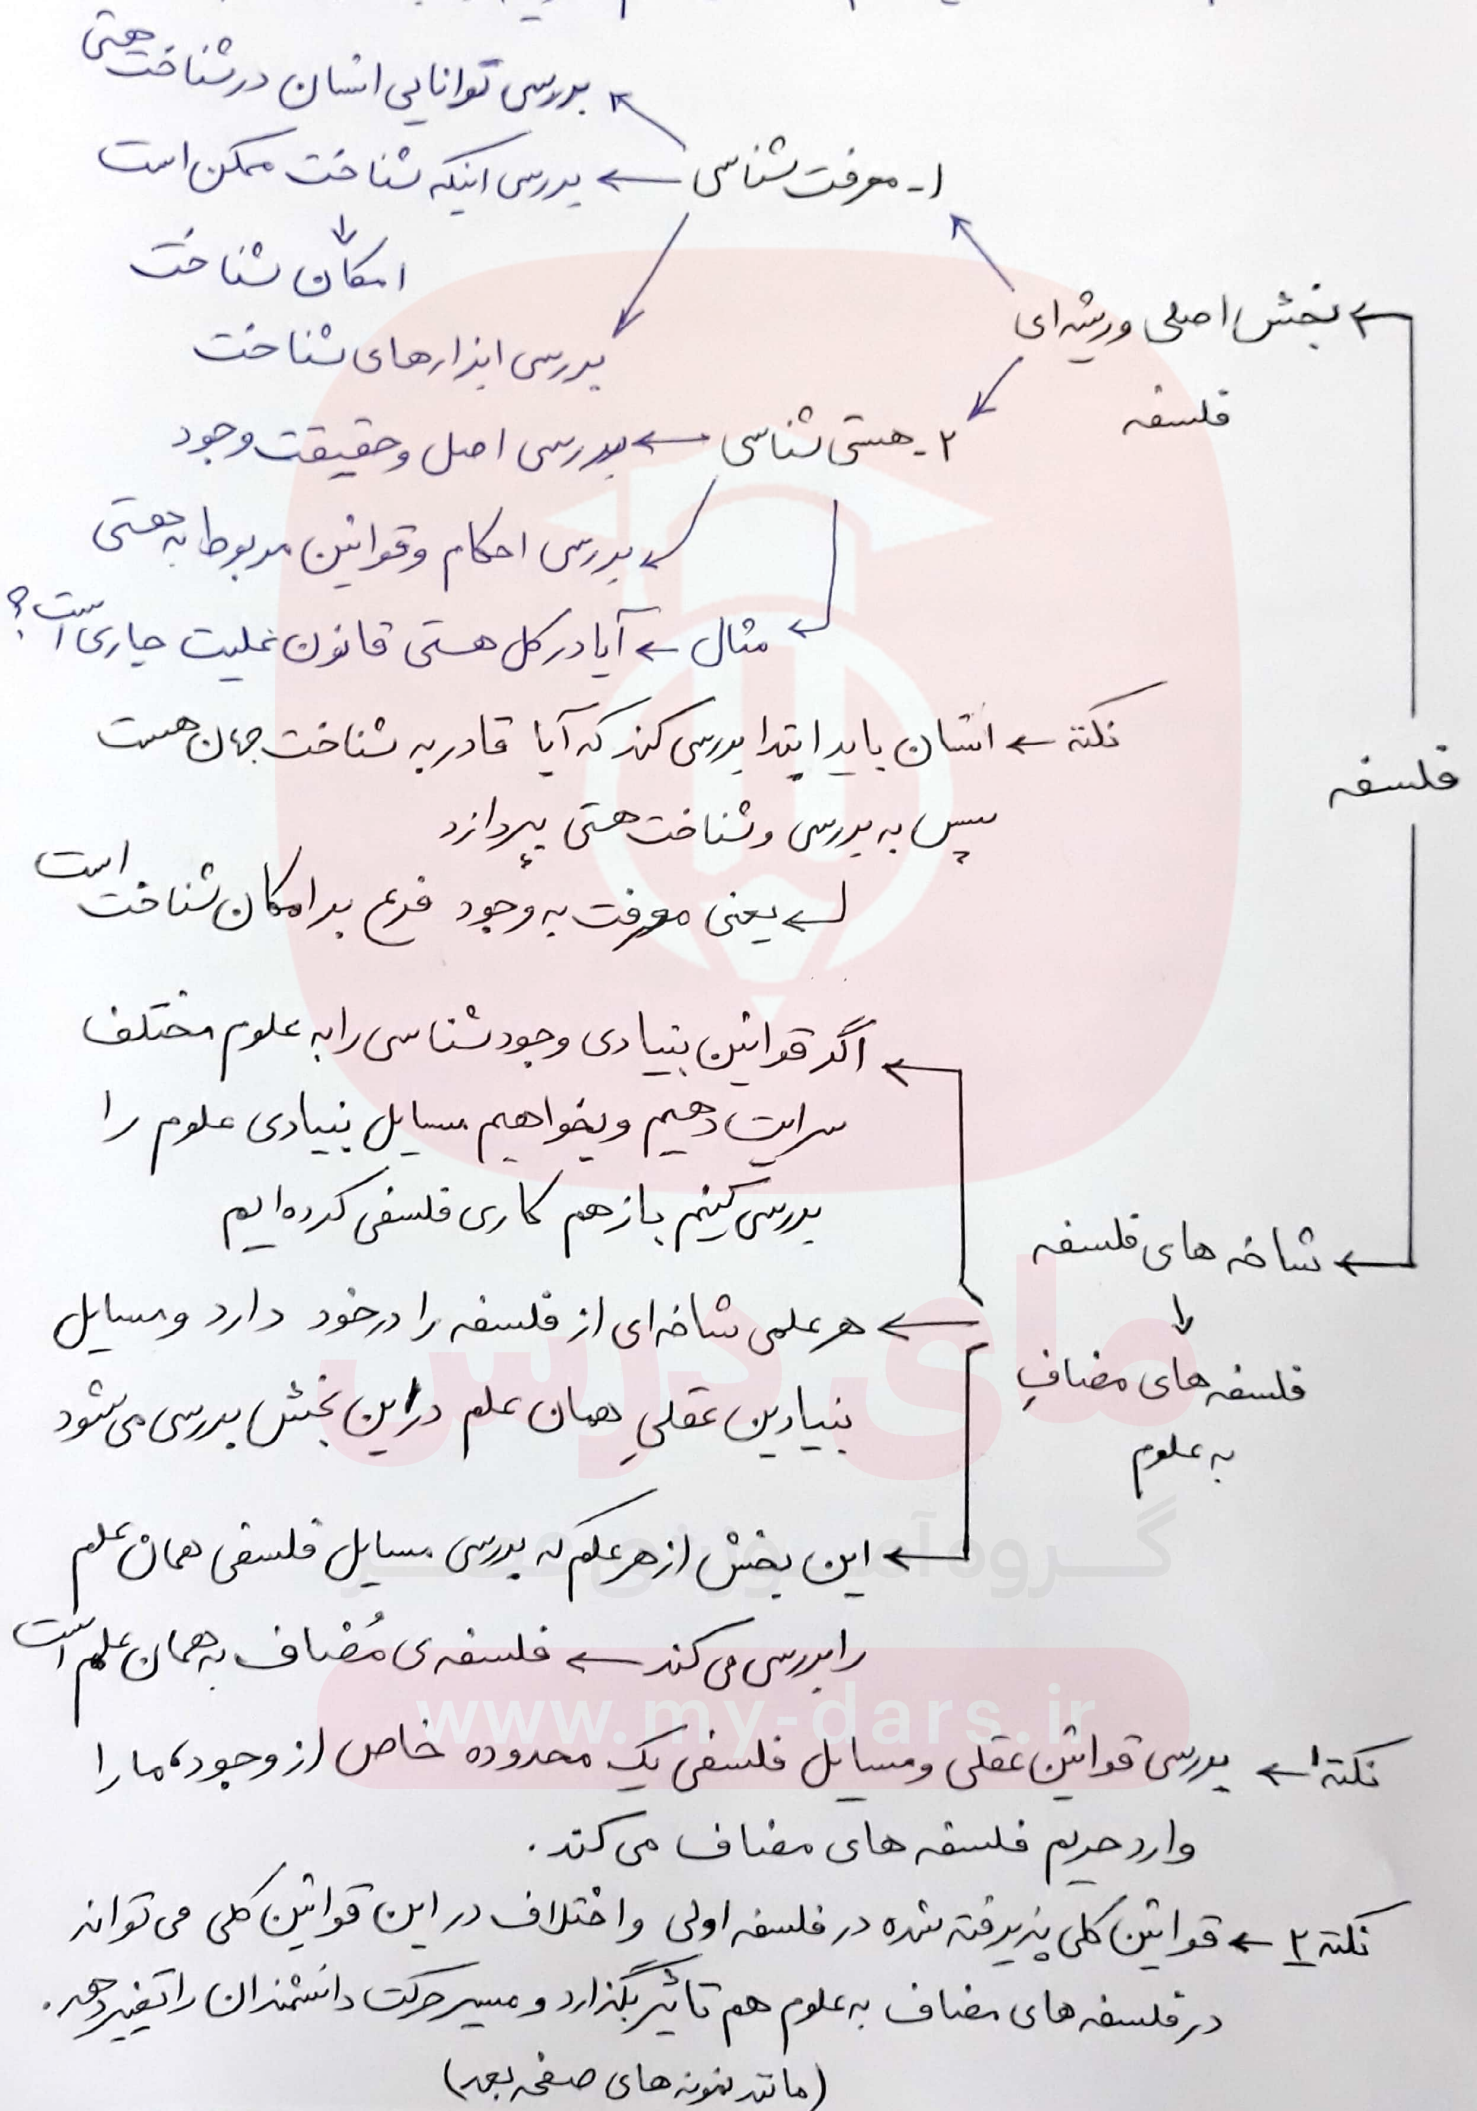 بررسی توانایی انسان در شناخت هستی
۱- معرفت شناسی ← بررسی اینکه شناخت ممکن است
↓
امکان شناخت
بررسی ابزارهای شناخت
بخش اصلی و ریشه‌ای
فلسفه
۲- هستی شناسی ← بررسی اصل و حقیقت وجود
بررسی احکام و قوانین مربوط به هستی
مثال ← آیا در کل هستی قانون علیت جاری است؟
نکته ← انسان باید ابتدا بررسی کند که آیا قادر به شناخت جهان هست
سپس به بررسی و شناخت هستی بپردازد
یعنی معرفت به وجود فرع بر امکان شناخت است
فلسفه
اگر قوانین بنیادی وجودشناسی را به علوم مختلف
سرایت دهیم و بخواهیم مسایل بنیادی علوم را
بررسی کنیم باز هم کاری فلسفی کرده ایم
شاخه های فلسفه
↓
فلسفه های مضافِ
به علوم
هر علمی شاخه‌ای از فلسفه را در خود دارد و مسایل
بنیادین عقلیِ همان علم در این بخش بررسی می‌شود
این بخش از هر علم که بررسی مسایل فلسفی همان علم
را بررسی می کند ← فلسفه‌ی مُضاف به همان علم است
نکته ۱ ← بررسی قوانین عقلی و مسایل فلسفی یک محدوده خاص از وجود، ما را
وارد حریم فلسفه های مضاف می کند.
نکته ۲ ← قوانین کلی پذیرفته شده در فلسفه اولی و اختلاف در این قوانین کلی می تواند
در فلسفه های مضاف به علوم هم تاثیر بگذارد و مسیر حرکت دانشمندان را تغییر دهد.
(مانند نمونه های صفحه بعد)
مای درس
www.my-dars.ir